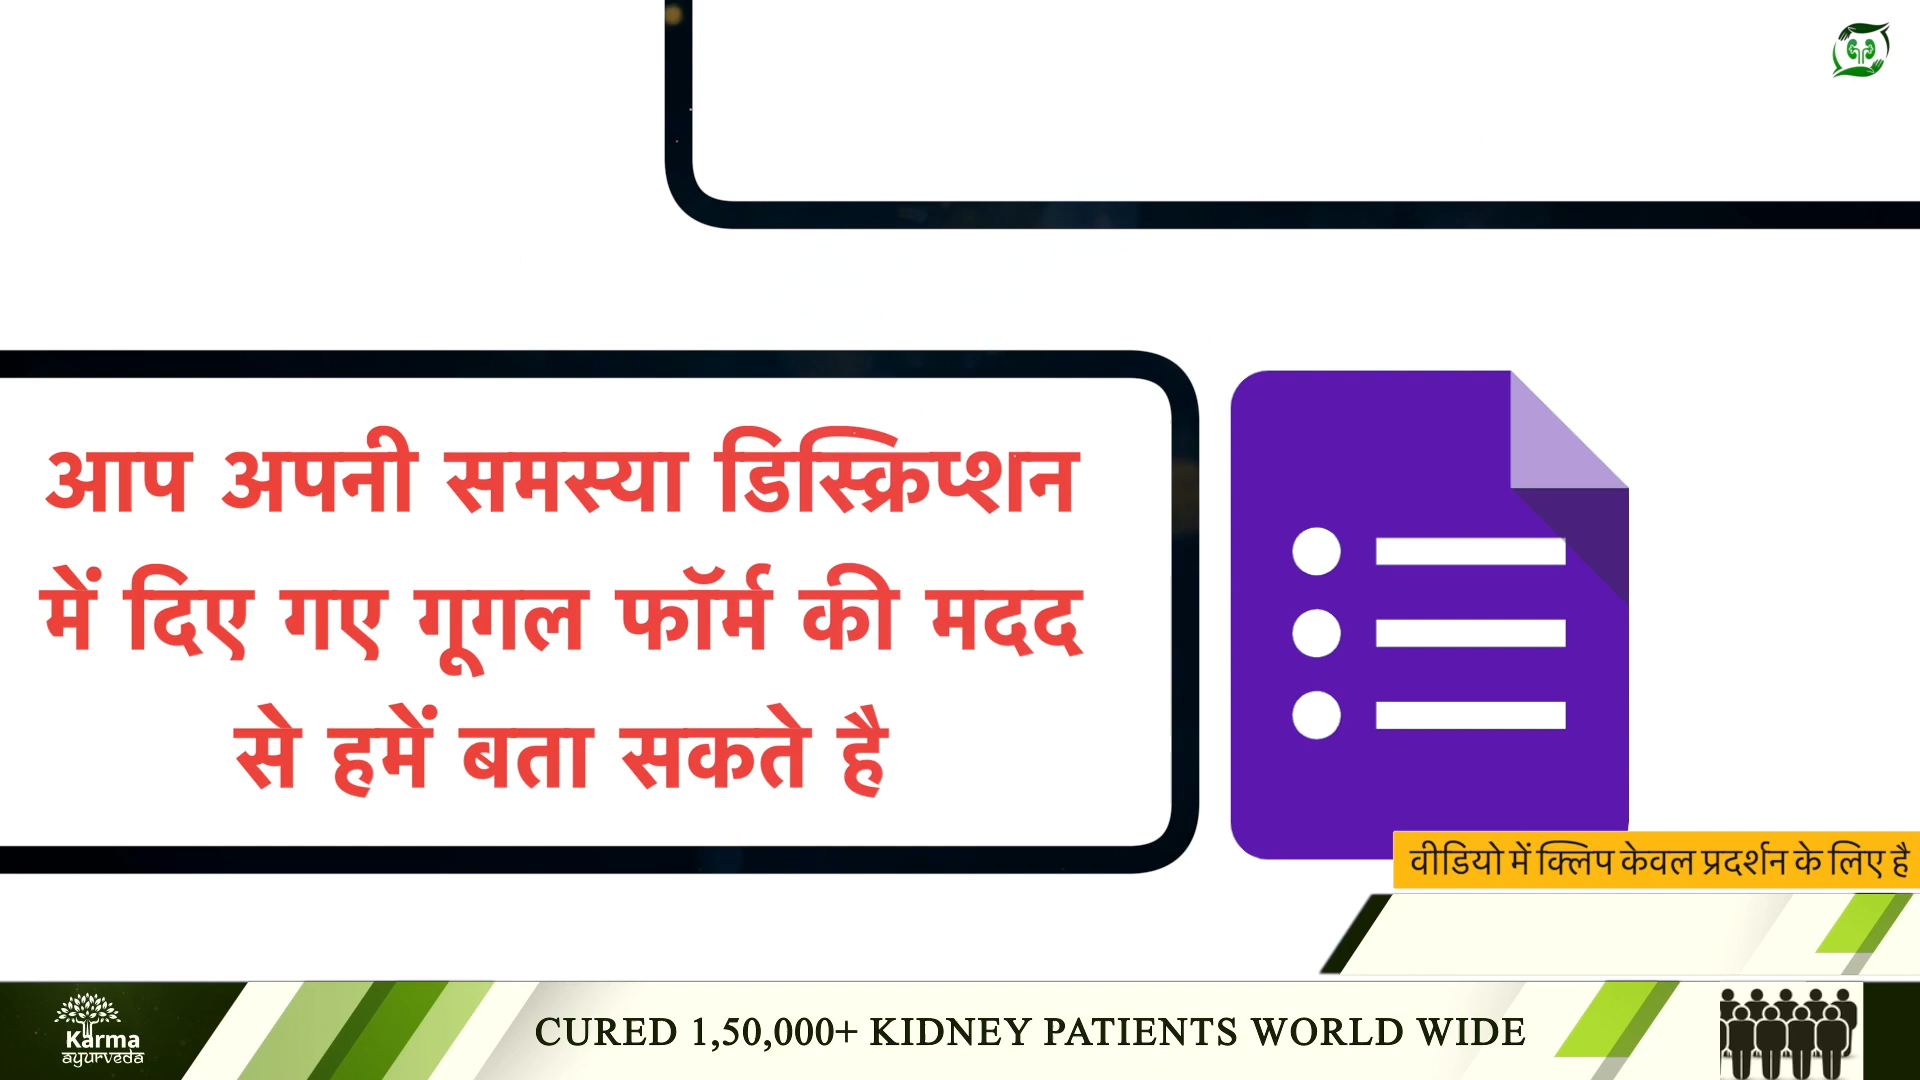 आप अपनी समस्या डिस्क्रिप्शन
में दिए गए गूगल फॉर्म की मदद
से हमें बता सकते है
वीडियो में क्लिप केवल प्रदर्शन के लिए है
Karma
ayurveda
CURED 1,50,000+ KIDNEY PATIENTS WORLD WIDE